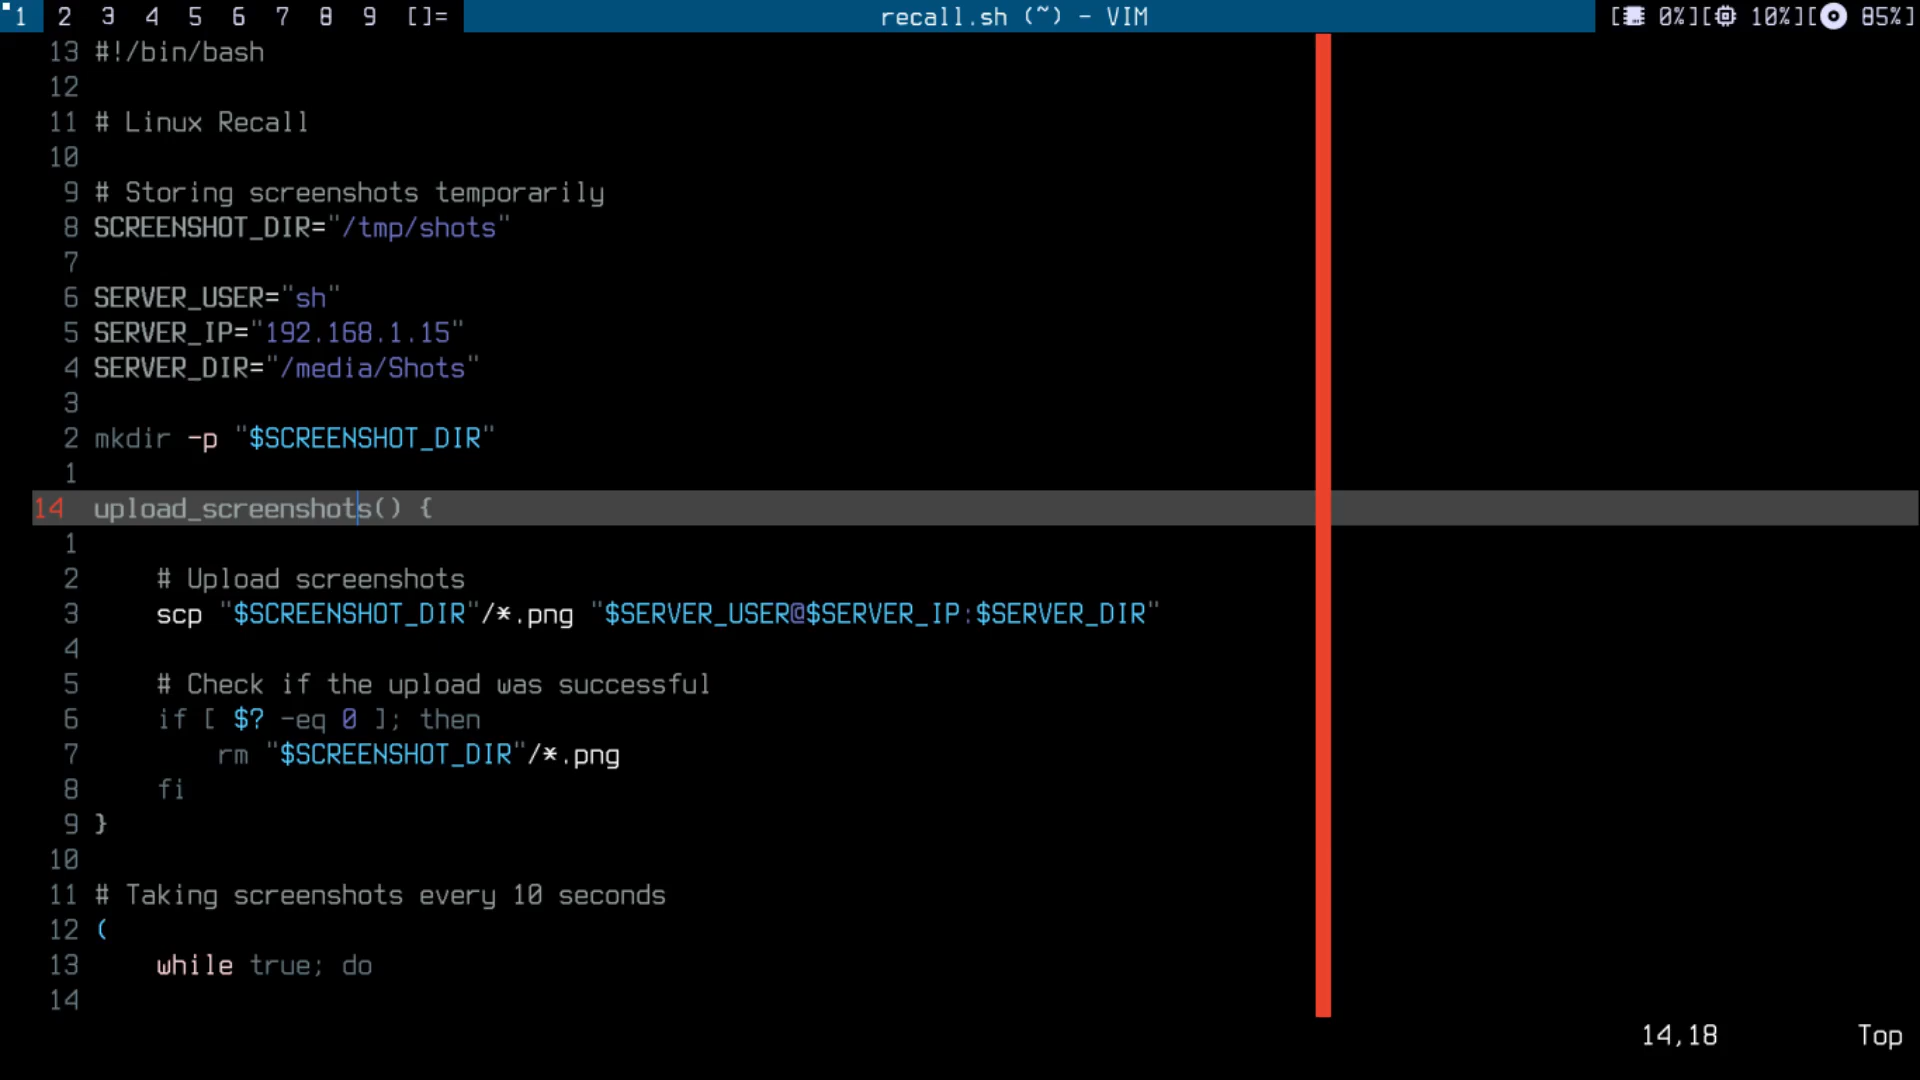 1 2 3 4 5 6 7 8 9 []= recall.sh (~) - VIM [ 0%][ 10%][ 85%]
13 #!/bin/bash
12
11 # Linux Recall
10
9 # Storing screenshots temporarily
8 SCREENSHOT_DIR="/tmp/shots"
7
6 SERVER_USER="sh"
5 SERVER_IP="192.168.1.15"
4 SERVER_DIR="/media/Shots"
3
2 mkdir -p "$SCREENSHOT_DIR"
1
14 upload_screenshots() {
1
2 # Upload screenshots
3 scp "$SCREENSHOT_DIR"/*.png "$SERVER_USER@$SERVER_IP:$SERVER_DIR"
4
5 # Check if the upload was successful
6 if [ $? -eq 0 ]; then
7 rm "$SCREENSHOT_DIR"/*.png
8 fi
9 }
10
11 # Taking screenshots every 10 seconds
12 (
13 while true; do
14
14,18 Top